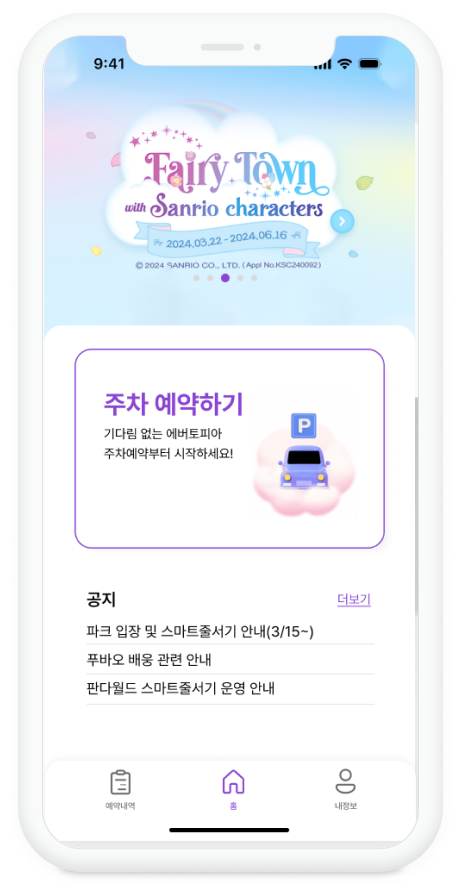 9:41
Fairy Town
with Sanrio characters
2024.03.22 - 2024.06.16
© 2024 SANRIO CO., LTD. (Appl No.KSC240092)
주차 예약하기
기다림 없는 에버토피아
주차예약부터 시작하세요!
P
공지
더보기
파크 입장 및 스마트줄서기 안내(3/15~)
푸바오 배웅 관련 안내
판다월드 스마트줄서기 운영 안내
예약내역
홈
내정보